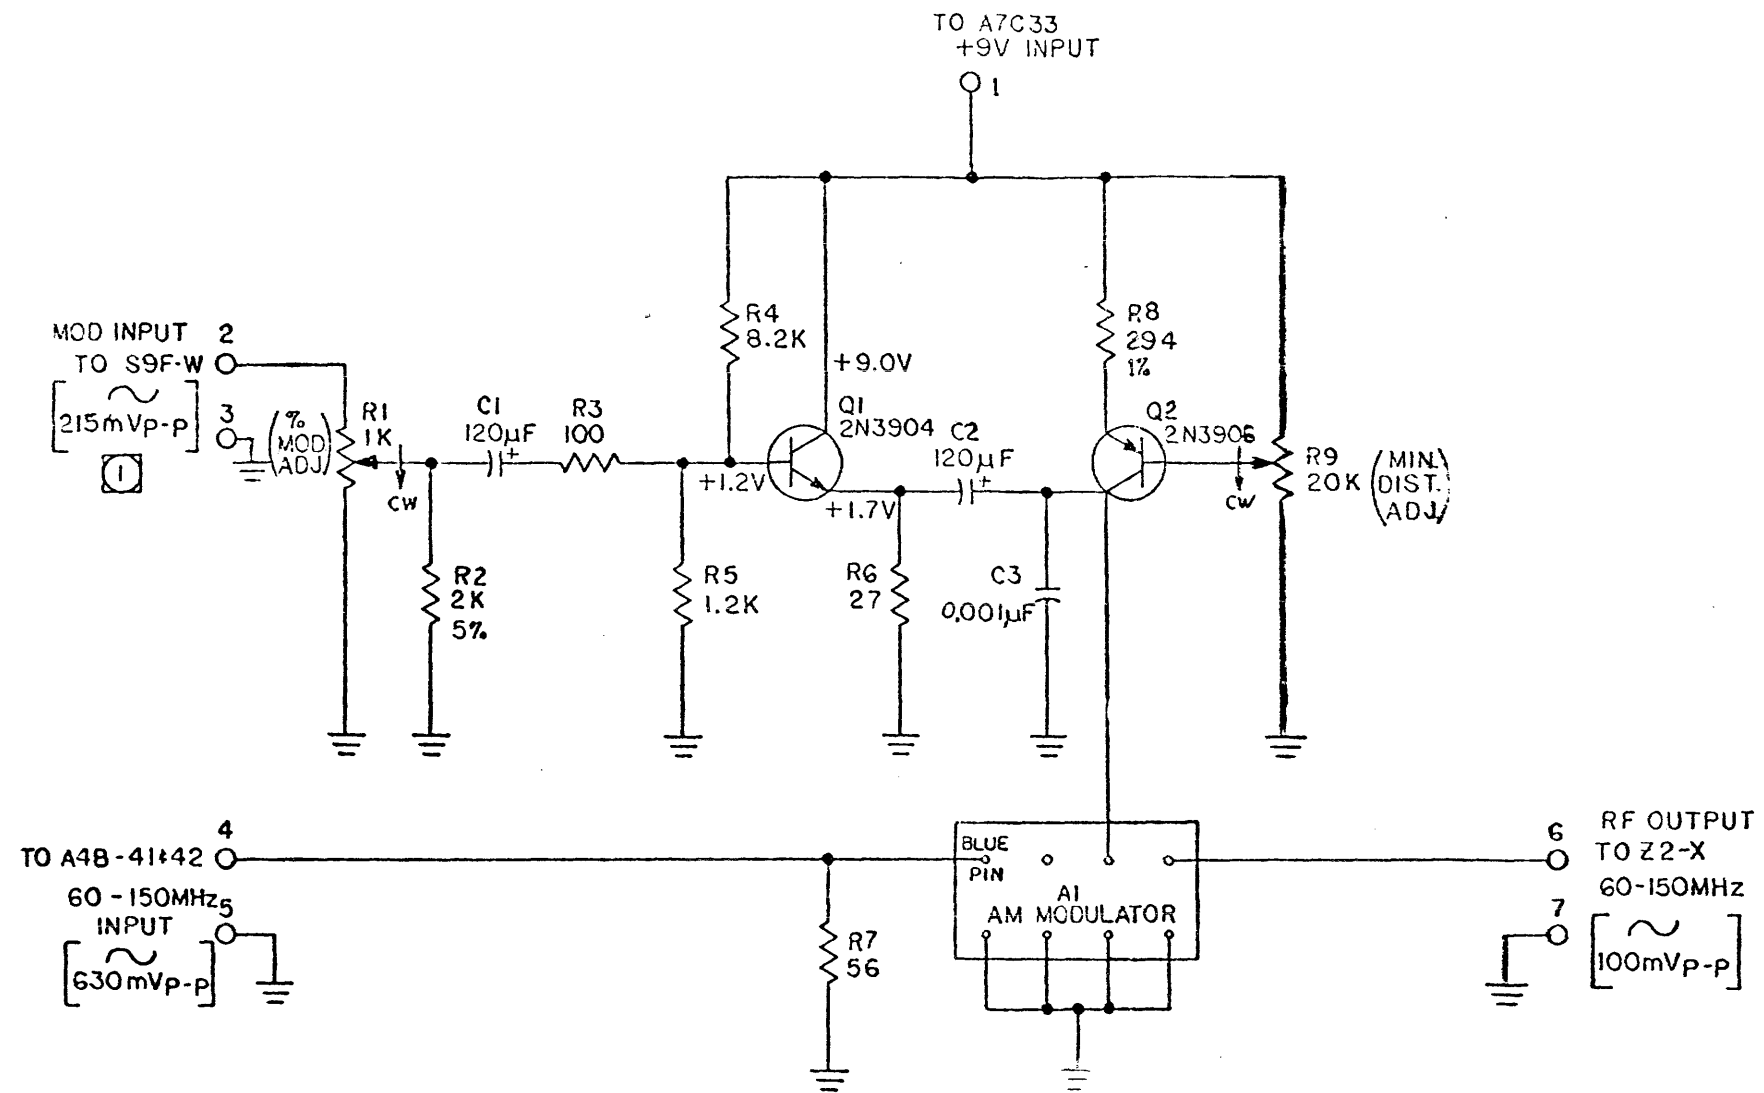 TO A7C33
+9V INPUT
1
MOD INPUT 2
TO S9F-W
[215mVp-p] 3
1
(% MOD ADJ)
R1
1K
CW
C1
120µF
+
R3
100
R2
2K
5%
R4
8.2K
+9.0V
Q1
2N3904
+1.2V
+1.7V
R5
1.2K
R6
27
C2
120µF
+
C3
0.001µF
R8
294
1%
Q2
2N3906
CW
R9
20K
(MIN. DIST. ADJ)
4
TO A4B-41&42
60-150MHz 5
INPUT
[630mVp-p]
R7
56
BLUE
PIN
A1
AM MODULATOR
6
RF OUTPUT
TO Z2-X
60-150MHz
7
[100mVp-p]